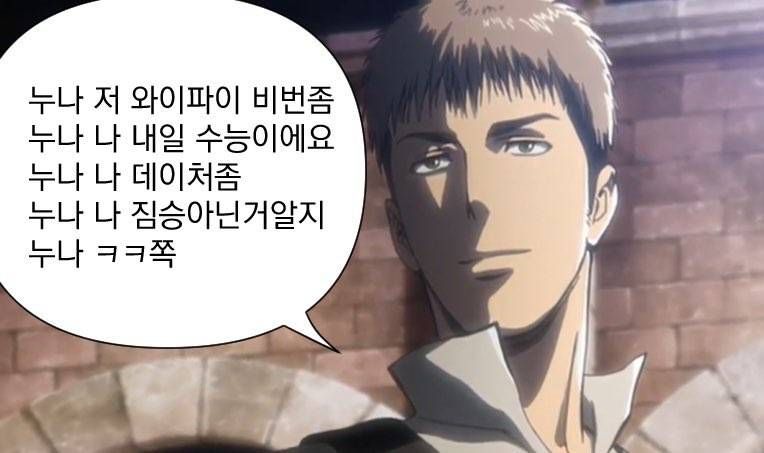 누나 저 와이파이 비번좀
누나 나 내일 수능이에요
누나 나 데이처좀
누나 나 짐승아닌거알지
누나 ㅋㅋ쪽